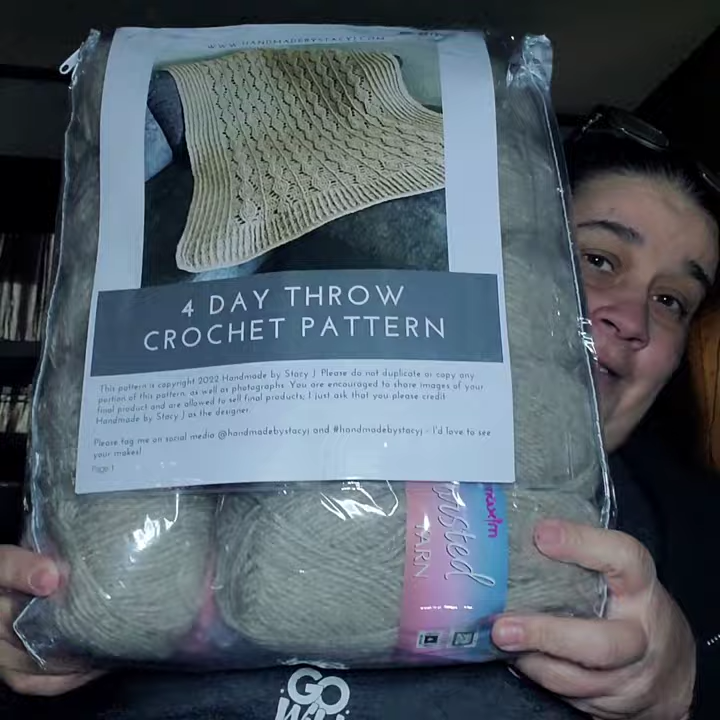 WWW.HANDMADEBYSTACYJ.COM
4 DAY THROW
CROCHET PATTERN
This pattern is copyright 2022 Handmade by Stacy J. Please do not duplicate or copy any
portion of this pattern, as well as photographs. You are encouraged to share images of your
final product and are allowed to sell final products; I just ask that you please credit
Handmade by Stacy J as the designer.
Please tag me on social media @handmadebystacyj and #handmadebystacyj - I'd love to see
your makes!
Page 1
YARN
GO